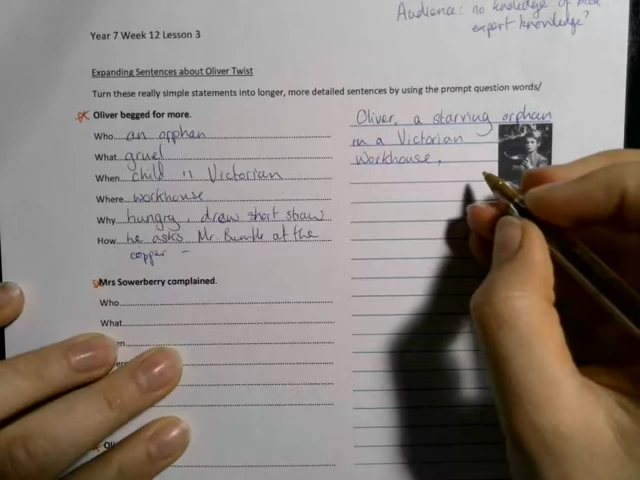 Audience: no knowledge of
expert knowledge?
Year 7 Week 12 Lesson 3
Expanding Sentences about Oliver Twist
Turn these really simple statements into longer, more detailed sentences by using the prompt question words/
Oliver begged for more.
Who an orphan
What gruel
When child in Victorian
Where workhouse
Why hungry, drew short straw
How he asks Mr. Bumble at the
copper -
Oliver, a starving orphan
in a Victorian
Workhouse,
Mrs Sowerberry complained.
Who
What